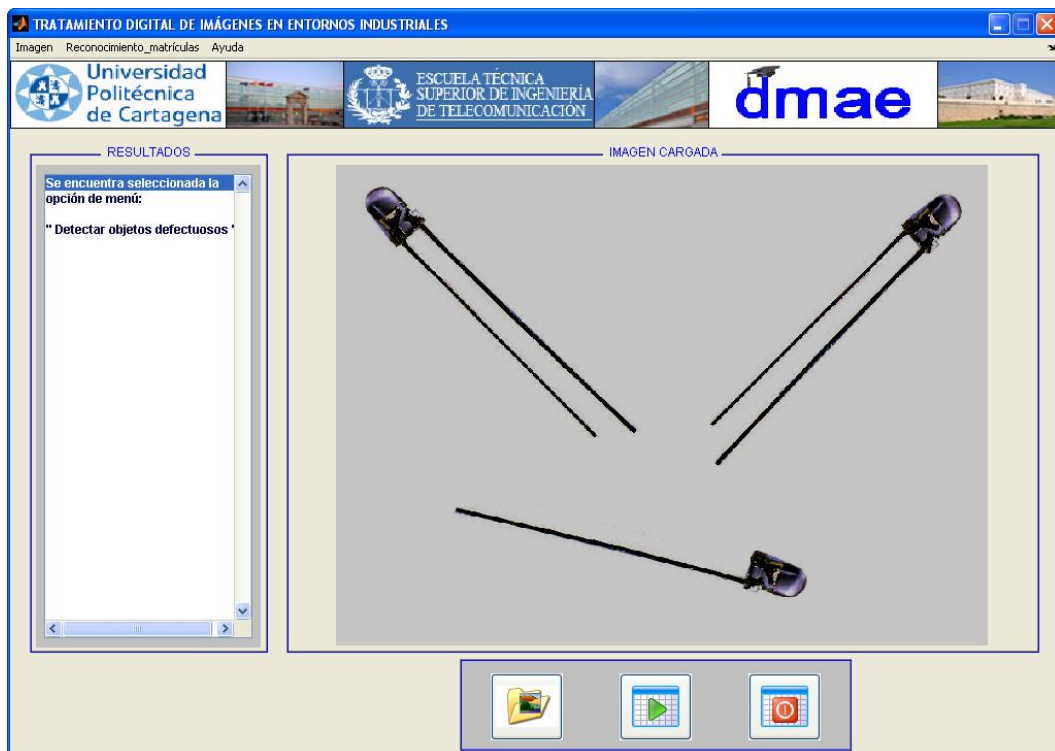 TRATAMIENTO DIGITAL DE IMÁGENES EN ENTORNOS INDUSTRIALES
Imagen Reconocimiento_matrículas Ayuda
Universidad
Politécnica
de Cartagena
ESCUELA TÉCNICA
SUPERIOR DE INGENIERÍA
DE TELECOMUNICACIÓN
dmae
RESULTADOS
Se encuentra seleccionada la
opción de menú:
" Detectar objetos defectuosos "
IMAGEN CARGADA